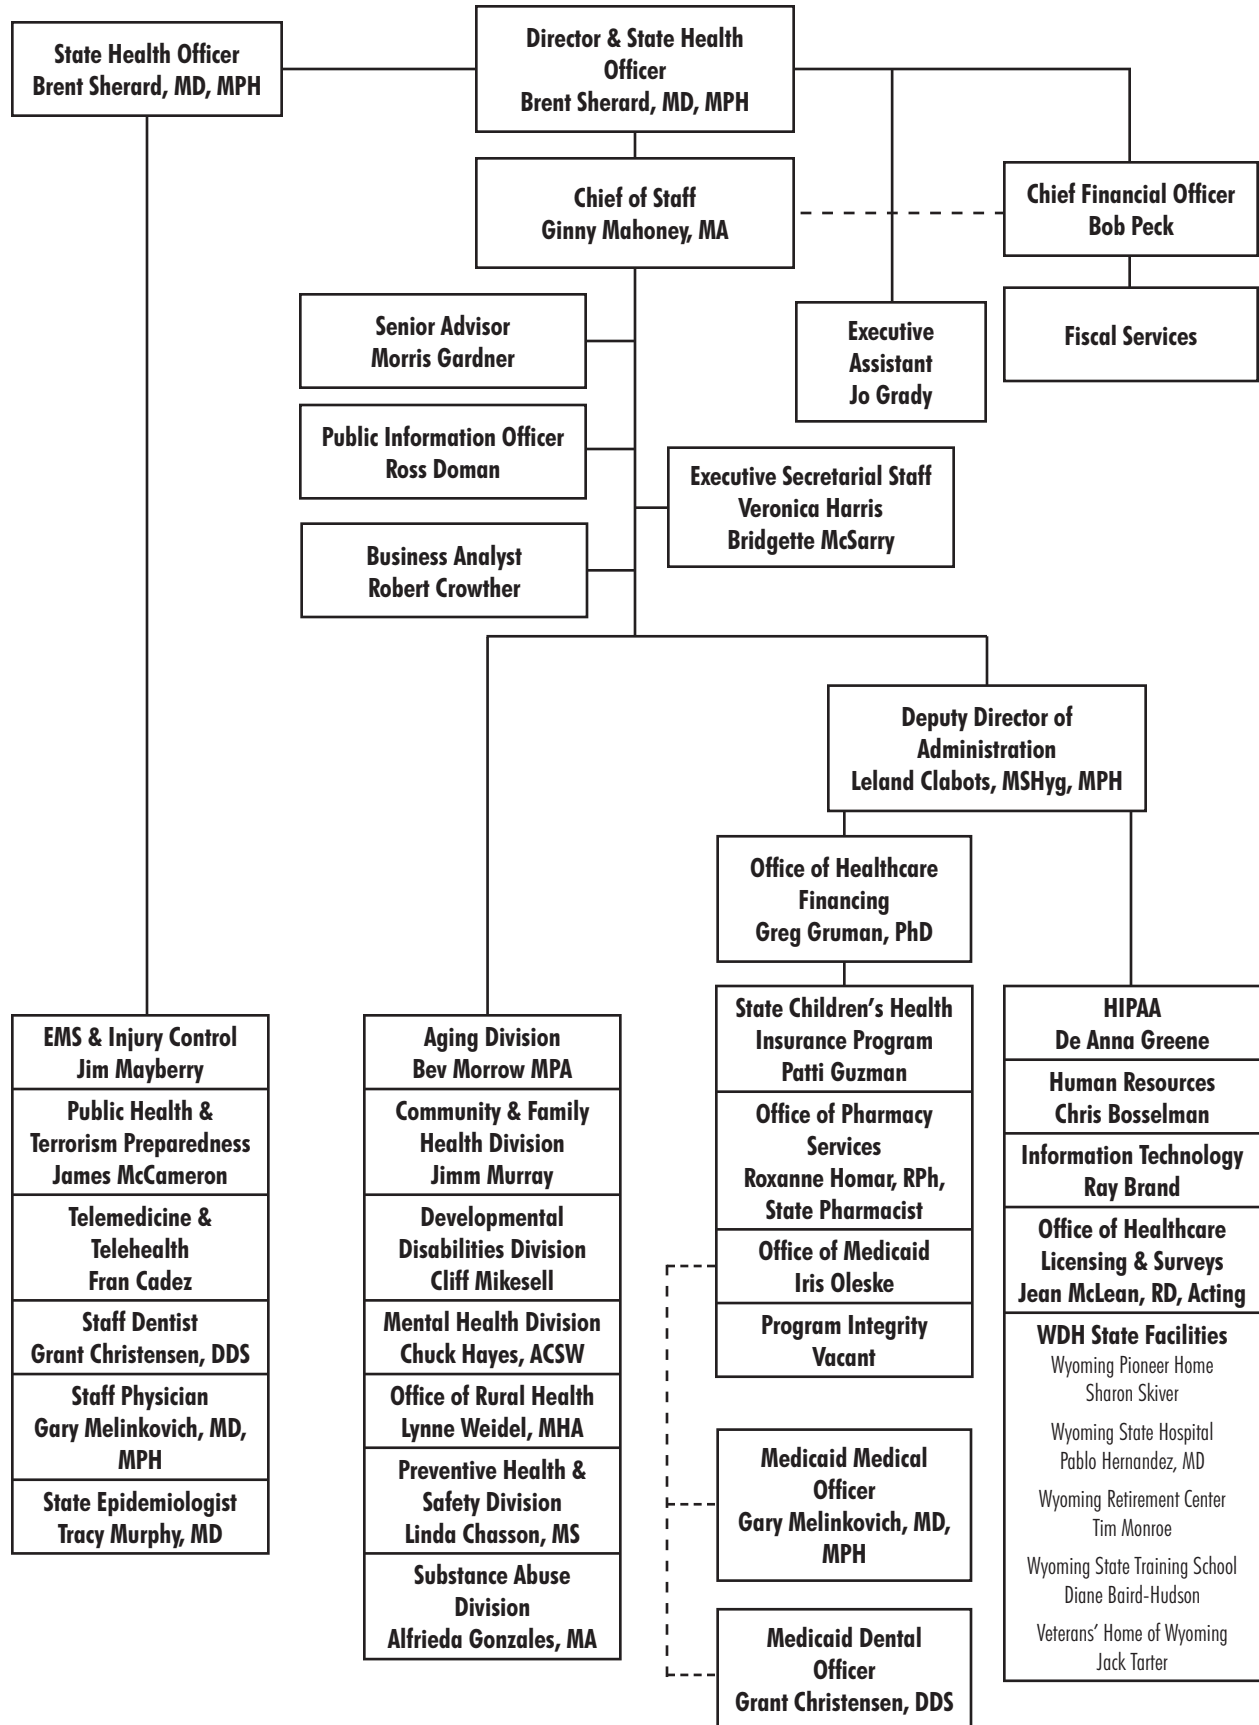 State Health Officer
Brent Sherard, MD, MPH
Director & State Health
Officer
Brent Sherard, MD, MPH
Chief of Staff
Ginny Mahoney, MA
Chief Financial Officer
Bob Peck
Fiscal Services
Executive
Assistant
Jo Grady
Senior Advisor
Morris Gardner
Public Information Officer
Ross Doman
Executive Secretarial Staff
Veronica Harris
Bridgette McSarry
Business Analyst
Robert Crowther
Deputy Director of
Administration
Leland Clabots, MSHyg, MPH
Office of Healthcare
Financing
Greg Gruman, PhD
EMS & Injury Control
Jim Mayberry
Public Health &
Terrorism Preparedness
James McCameron
Telemedicine &
Telehealth
Fran Cadez
Staff Dentist
Grant Christensen, DDS
Staff Physician
Gary Melinkovich, MD,
MPH
State Epidemiologist
Tracy Murphy, MD
Aging Division
Bev Morrow MPA
Community & Family
Health Division
Jimm Murray
Developmental
Disabilities Division
Cliff Mikesell
Mental Health Division
Chuck Hayes, ACSW
Office of Rural Health
Lynne Weidel, MHA
Preventive Health &
Safety Division
Linda Chasson, MS
Substance Abuse
Division
Alfrieda Gonzales, MA
State Children's Health
Insurance Program
Patti Guzman
Office of Pharmacy
Services
Roxanne Homar, RPh,
State Pharmacist
Office of Medicaid
Iris Oleske
Program Integrity
Vacant
Medicaid Medical
Officer
Gary Melinkovich, MD,
MPH
Medicaid Dental
Officer
Grant Christensen, DDS
HIPAA
De Anna Greene
Human Resources
Chris Bosselman
Information Technology
Ray Brand
Office of Healthcare
Licensing & Surveys
Jean McLean, RD, Acting
WDH State Facilities
Wyoming Pioneer Home
Sharon Skiver
Wyoming State Hospital
Pablo Hernandez, MD
Wyoming Retirement Center
Tim Monroe
Wyoming State Training School
Diane Baird-Hudson
Veterans' Home of Wyoming
Jack Tarter